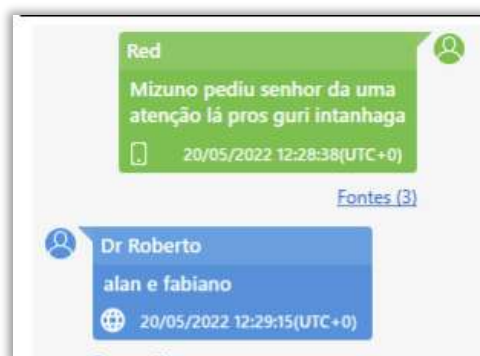 Red
Mizuno pediu senhor da uma
atenção lá pros guri intanhaga
20/05/2022 12:28:38(UTC+0)
Fontes (3)
Dr Roberto
alan e fabiano
20/05/2022 12:29:15(UTC+0)